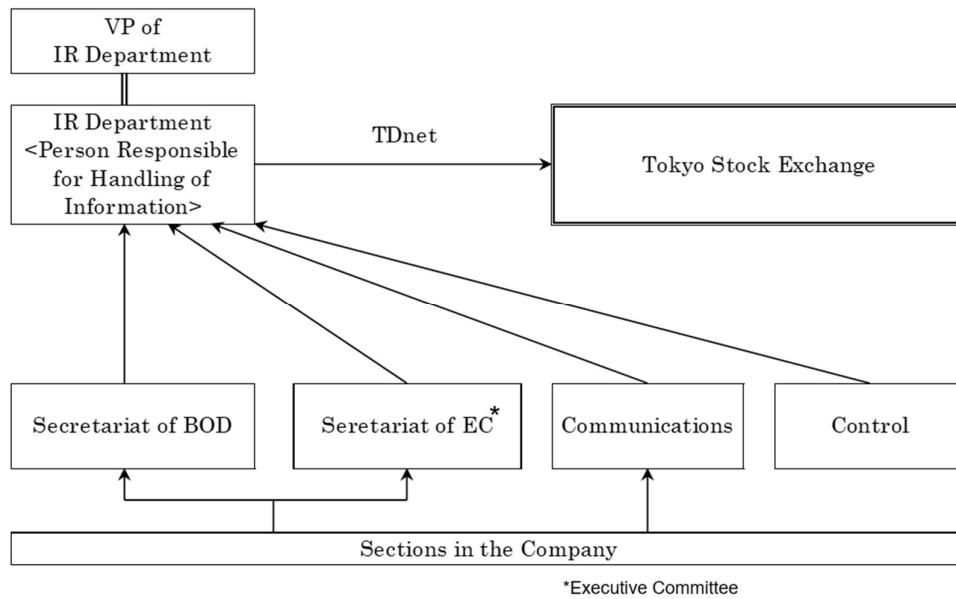 VP of
IR Department
IR Department
<Person Responsible
for Handling of
Information>
TDnet
Tokyo Stock Exchange
Secretariat of BOD
Seretariat of EC*
Communications
Control
Sections in the Company
*Executive Committee